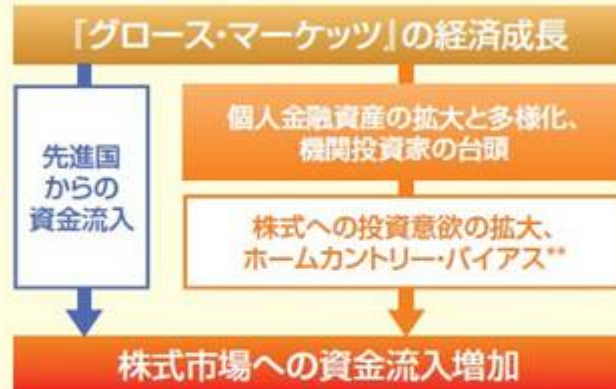 『グロース・マーケッツ』の経済成長
先進国
からの
資金流入
個人金融資産の拡大と多様化、
機関投資家の台頭
株式への投資意欲の拡大、
ホームカントリー・バイアス**
株式市場への資金流入増加